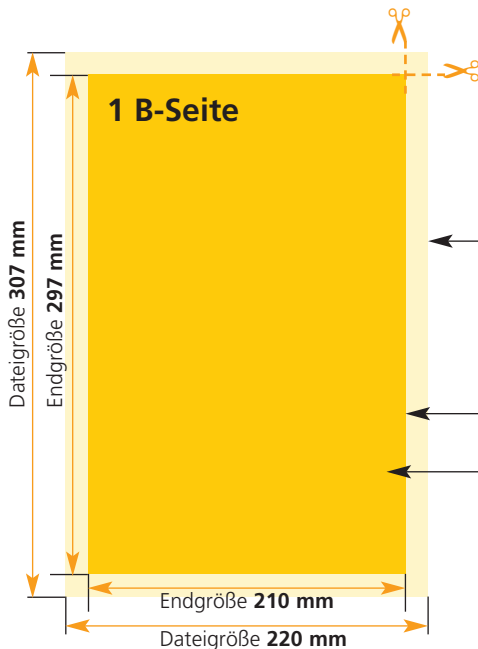 1 B-Seite
Dateigröße 307 mm
Endgröße 297 mm
Endgröße 210 mm
Dateigröße 220 mm